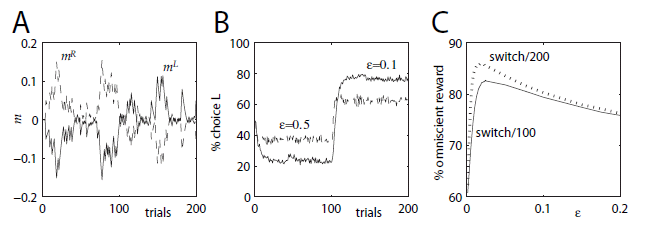 A
m^R
m^L
0.2
0.1
0
−0.1
−0.2
m
0
100
200
trials
B
100
80
60
40
20
0
% choice L
ε=0.1
ε=0.5
0
100
200
trials
C
90
80
70
60
% omniscient reward
switch/200
switch/100
0
0.1
0.2
ε